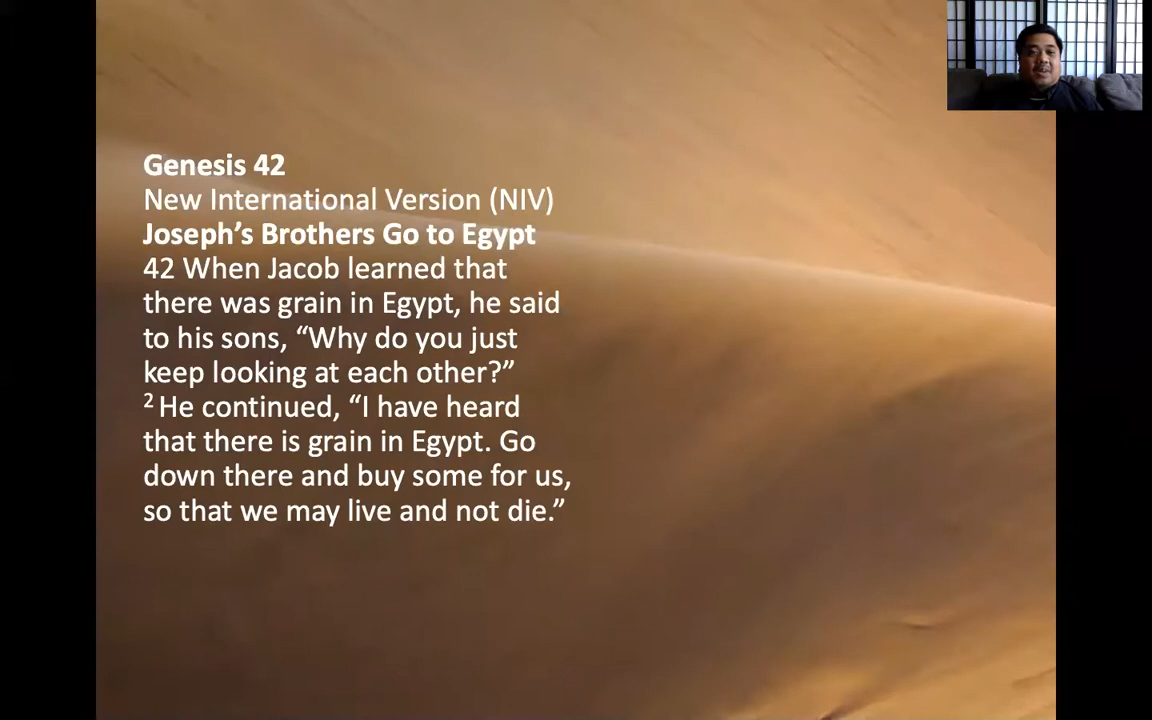 Genesis 42
New International Version (NIV)
Joseph’s Brothers Go to Egypt
42 When Jacob learned that
there was grain in Egypt, he said
to his sons, “Why do you just
keep looking at each other?”
2 He continued, “I have heard
that there is grain in Egypt. Go
down there and buy some for us,
so that we may live and not die.”